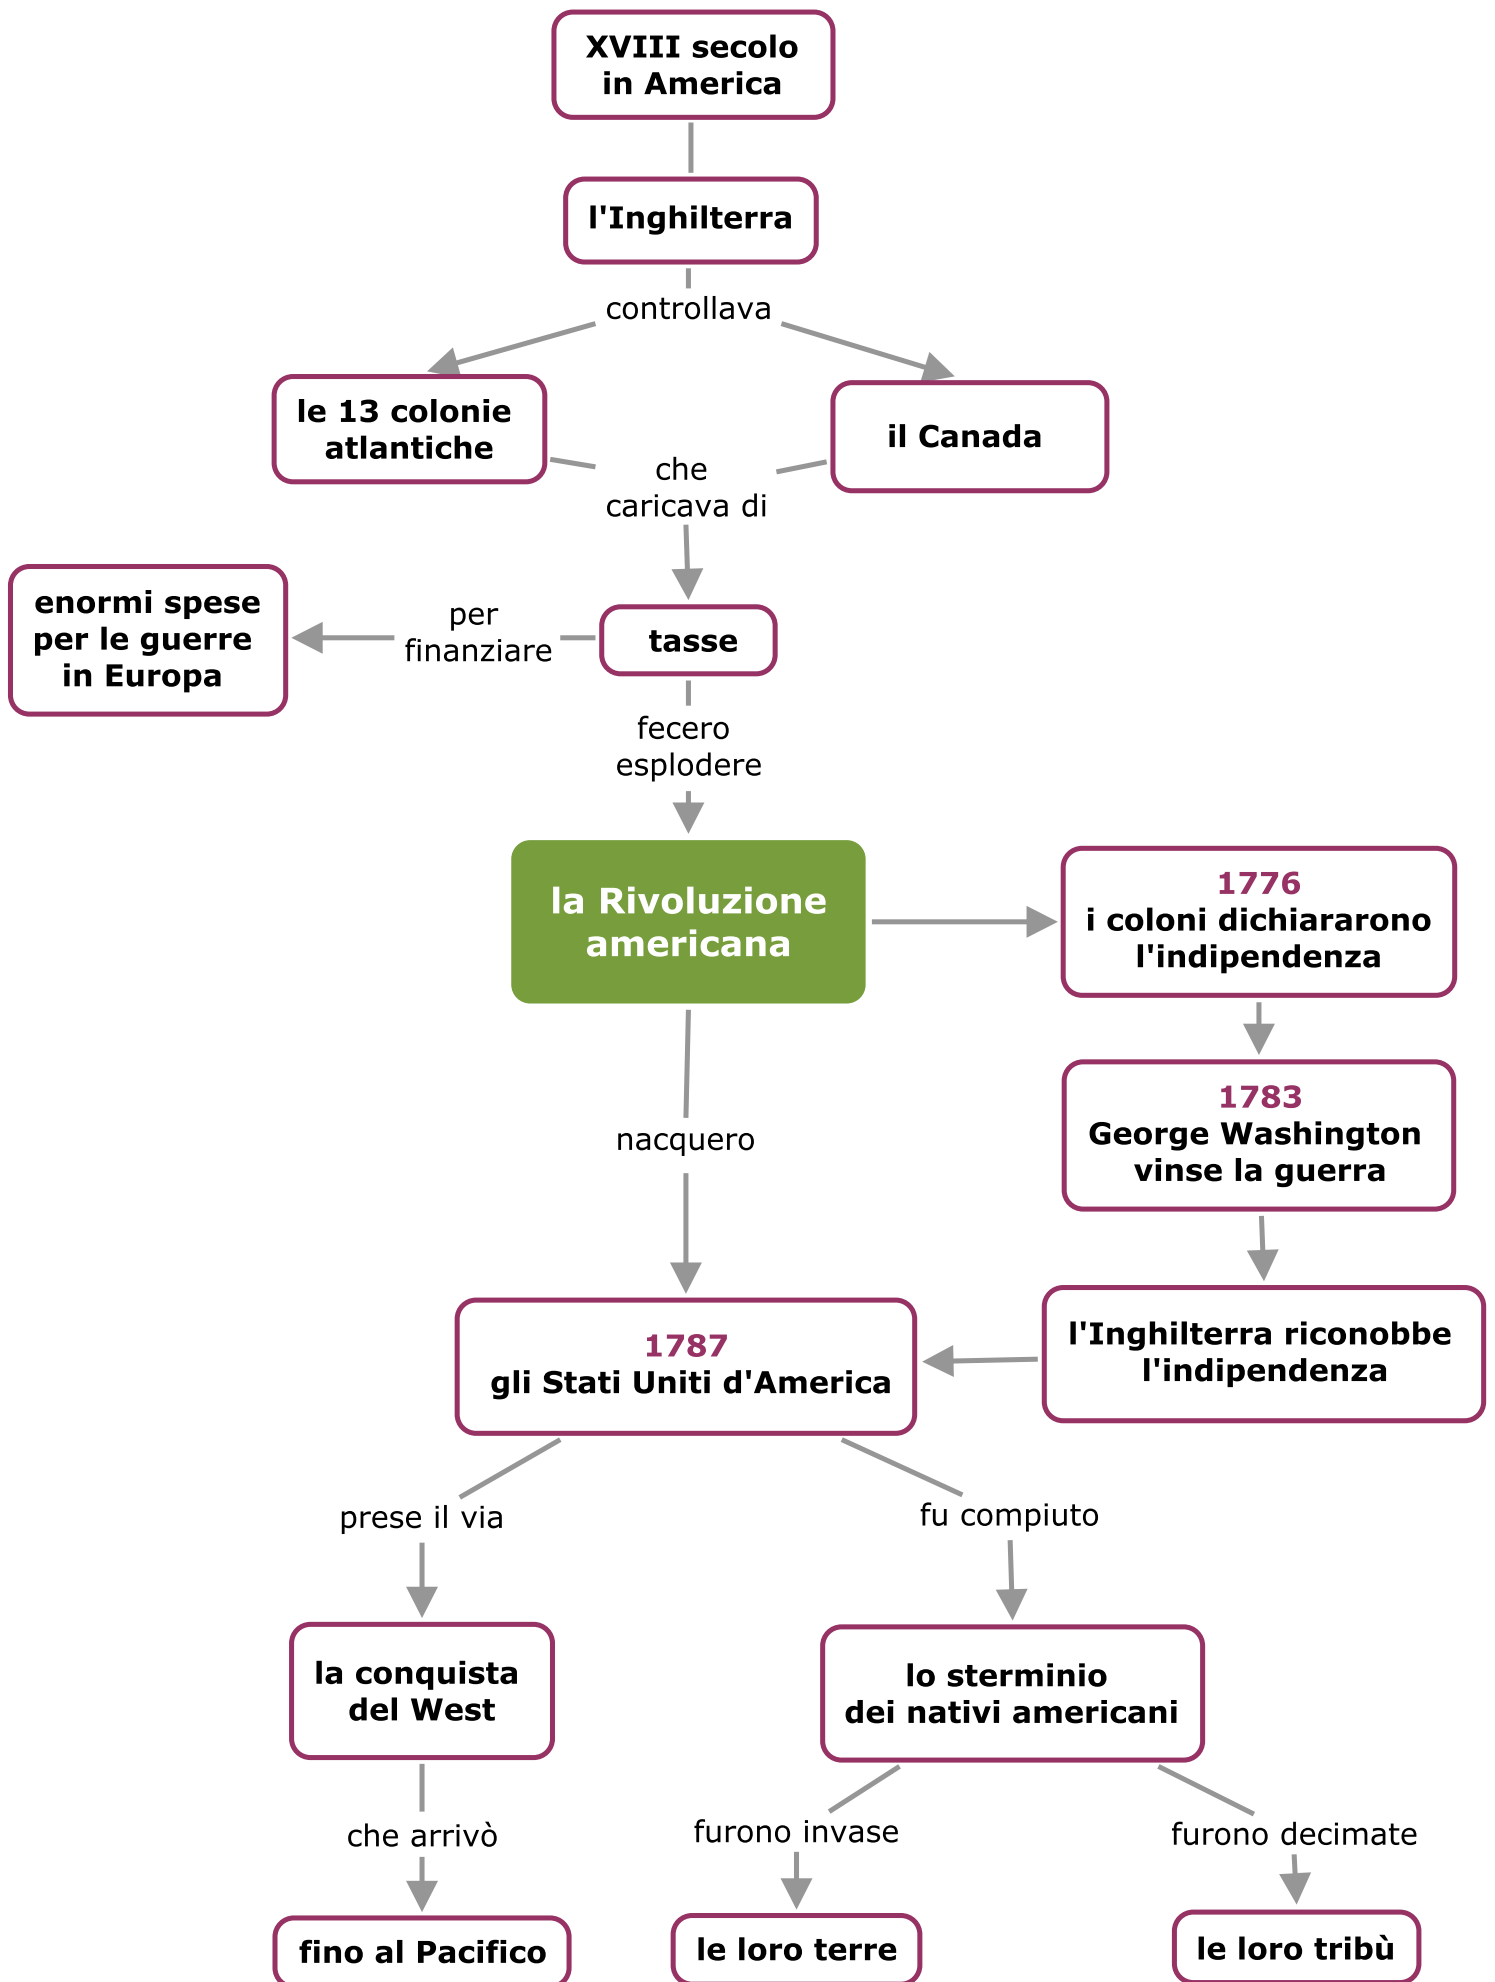 XVIII secolo
in America
l'Inghilterra
controllava
le 13 colonie
atlantiche
il Canada
che
caricava di
enormi spese
per le guerre
in Europa
per
finanziare
tasse
fecero
esplodere
la Rivoluzione
americana
1776
i coloni dichiararono
l'indipendenza
1783
George Washington
vinse la guerra
nacquero
l'Inghilterra riconobbe
l'indipendenza
1787
gli Stati Uniti d'America
prese il via
fu compiuto
la conquista
del West
lo sterminio
dei nativi americani
che arrivò
furono invase
furono decimate
fino al Pacifico
le loro terre
le loro tribù